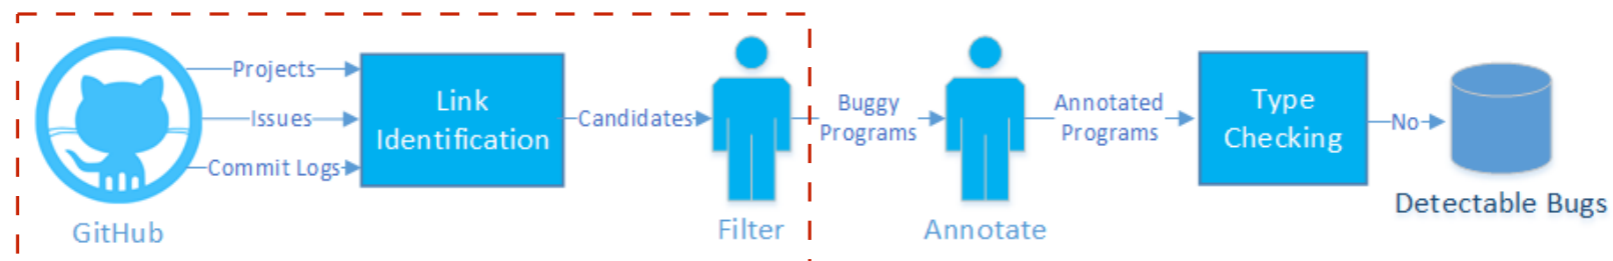 Projects
Issues
Commit Logs
GitHub
Link
Identification
Candidates
Filter
Buggy
Programs
Annotate
Annotated
Programs
Type
Checking
No
Detectable Bugs